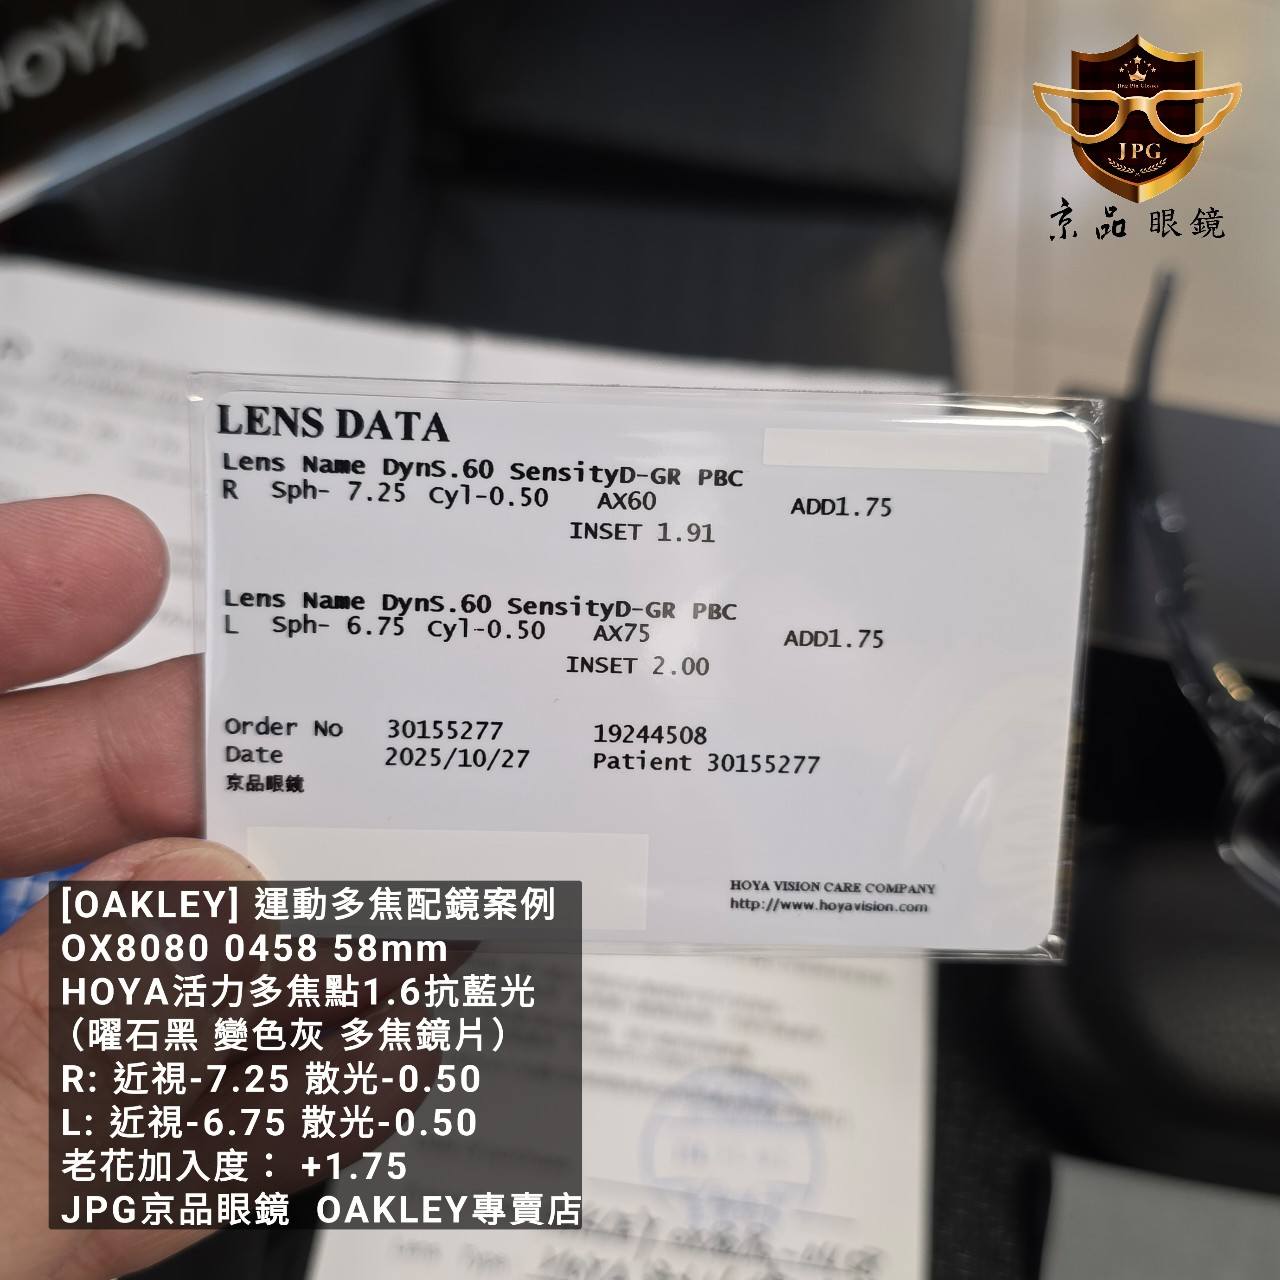 HOYA
Jing Pin Glasses
JPG
京品眼鏡
LENS DATA
Lens Name DynS.60 SensityD-GR PBC
R Sph- 7.25 Cyl-0.50 AX60 ADD1.75
INSET 1.91
Lens Name DynS.60 SensityD-GR PBC
L Sph- 6.75 Cyl-0.50 AX75 ADD1.75
INSET 2.00
Order No 30155277 19244508
Date 2025/10/27 Patient 30155277
京品眼鏡
HOYA VISION CARE COMPANY
http://www.hoyavision.com
[OAKLEY] 運動多焦配鏡案例
OX8080 0458 58mm
HOYA活力多焦點1.6抗藍光
（曜石黑 變色灰 多焦鏡片）
R: 近視-7.25 散光-0.50
L: 近視-6.75 散光-0.50
老花加入度： +1.75
JPG京品眼鏡 OAKLEY專賣店